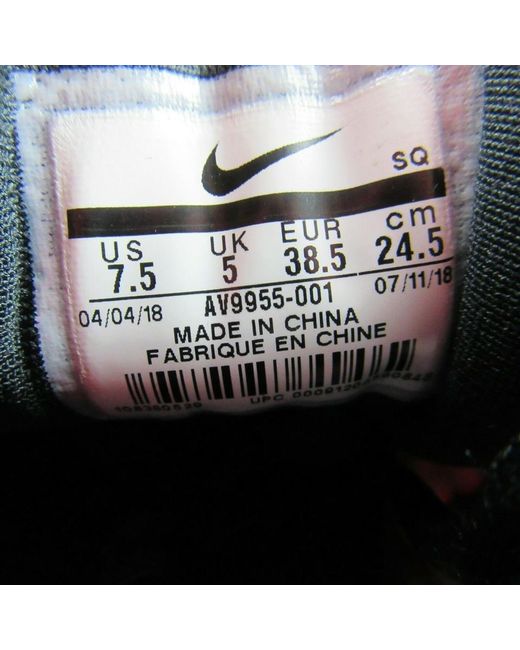 SQ
US UK EUR cm
7.5 5 38.5 24.5
04/04/18 AV9955-001 07/11/18
MADE IN CHINA
FABRIQUE EN CHINE
UPC